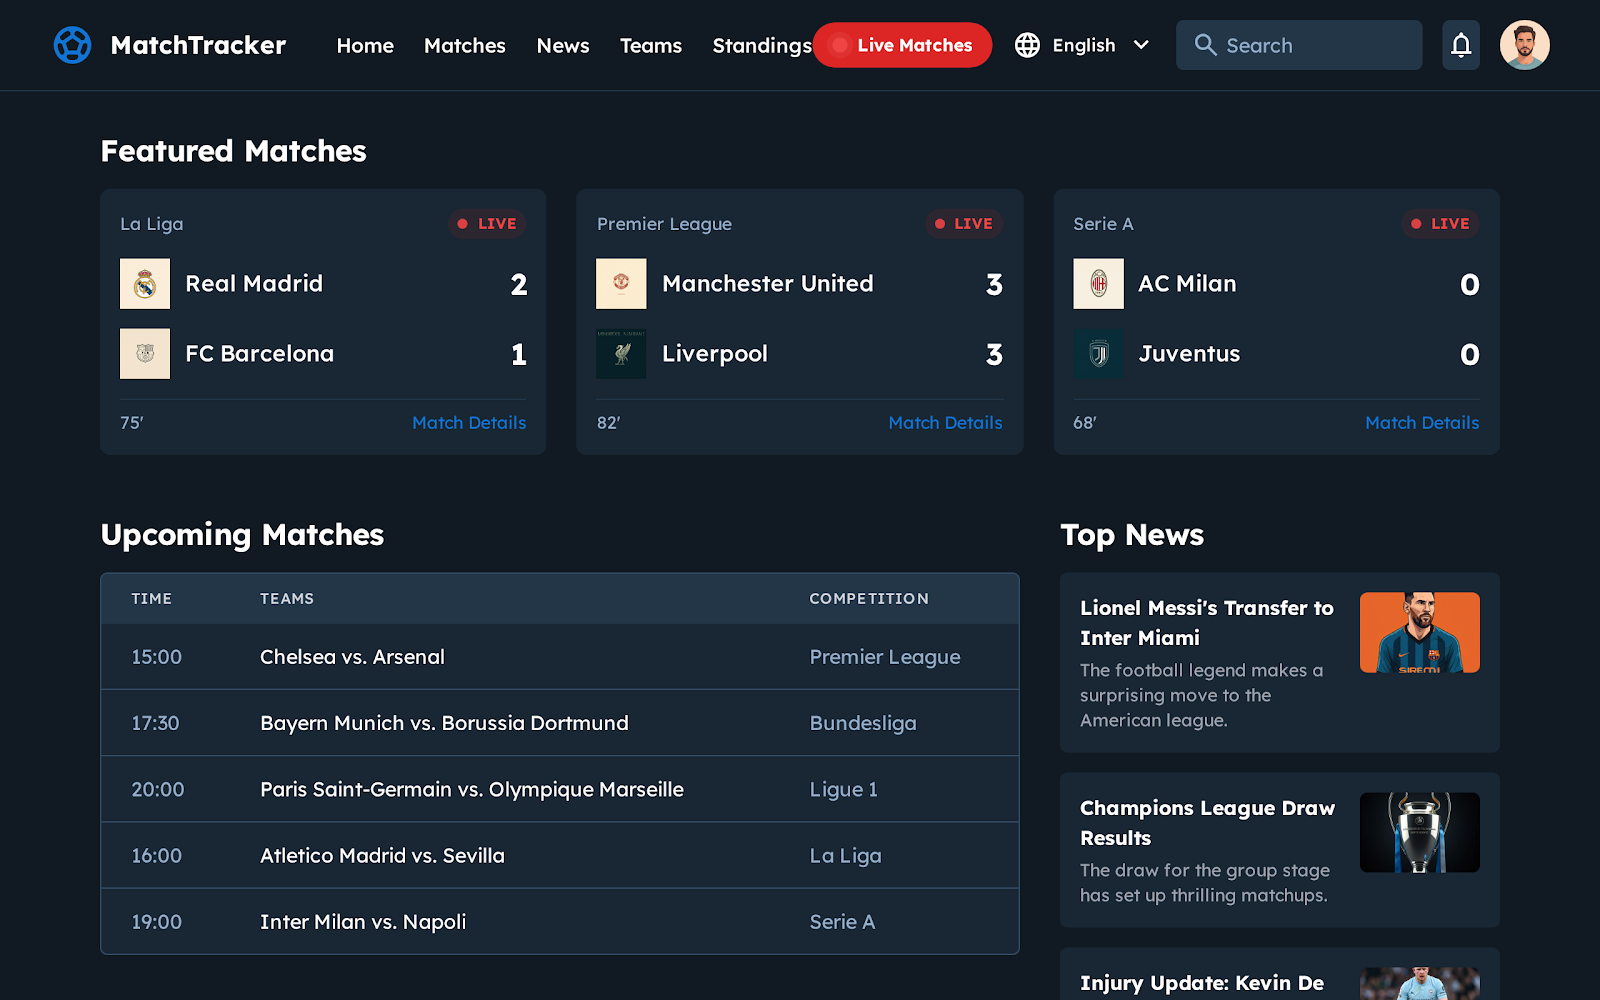 MatchTracker
Home Matches News Teams Standings Live Matches English Search
Featured Matches
La Liga LIVE
Real Madrid 2
FC Barcelona 1
75' Match Details
Premier League LIVE
Manchester United 3
Liverpool 3
82' Match Details
Serie A LIVE
AC Milan 0
Juventus 0
68' Match Details
Upcoming Matches
TIME TEAMS COMPETITION
15:00 Chelsea vs. Arsenal Premier League
17:30 Bayern Munich vs. Borussia Dortmund Bundesliga
20:00 Paris Saint-Germain vs. Olympique Marseille Ligue 1
16:00 Atletico Madrid vs. Sevilla La Liga
19:00 Inter Milan vs. Napoli Serie A
Top News
Lionel Messi's Transfer to
Inter Miami
The football legend makes a
surprising move to the
American league.
Champions League Draw
Results
The draw for the group stage
has set up thrilling matchups.
Injury Update: Kevin De